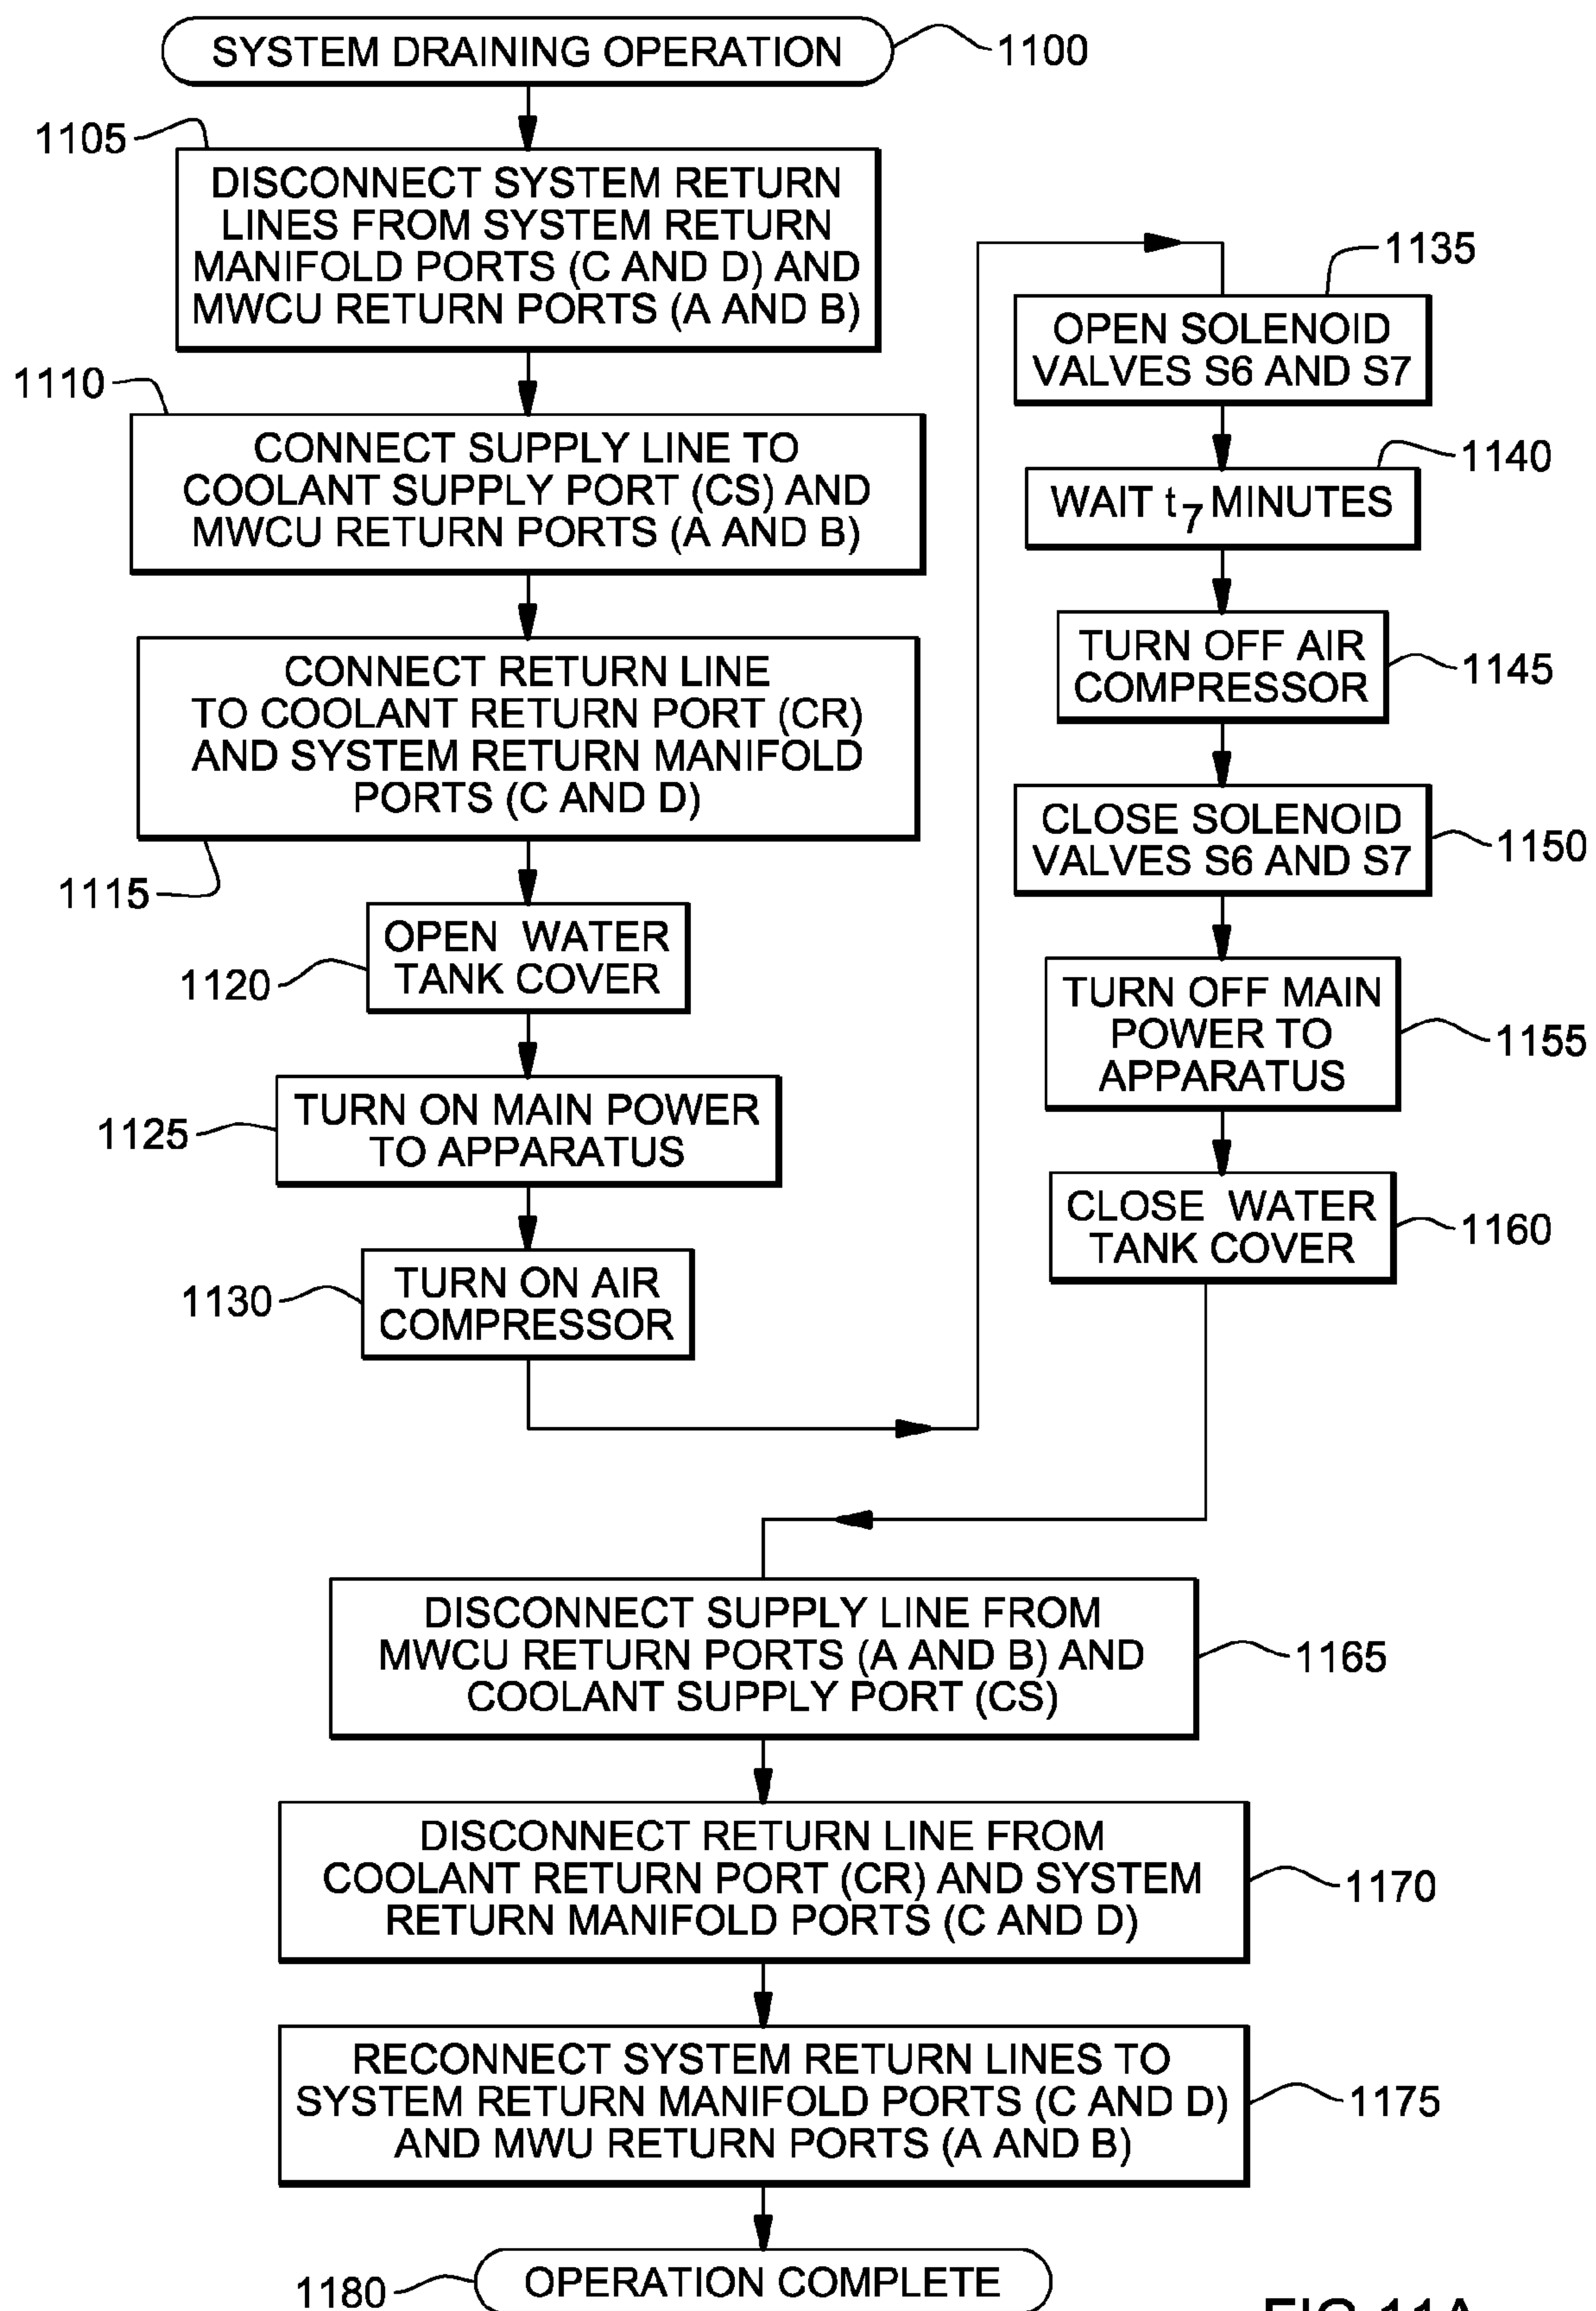 SYSTEM DRAINING OPERATION
1100
1105
DISCONNECT SYSTEM RETURN
LINES FROM SYSTEM RETURN
MANIFOLD PORTS (C AND D) AND
MWCU RETURN PORTS (A AND B)
1110
CONNECT SUPPLY LINE TO
COOLANT SUPPLY PORT (CS) AND
MWCU RETURN PORTS (A AND B)
CONNECT RETURN LINE
TO COOLANT RETURN PORT (CR)
AND SYSTEM RETURN MANIFOLD
PORTS (C AND D)
1115
OPEN WATER
TANK COVER
1120
TURN ON MAIN POWER
TO APPARATUS
1125
TURN ON AIR
COMPRESSOR
1130
1135
OPEN SOLENOID
VALVES S6 AND S7
1140
WAIT t7 MINUTES
TURN OFF AIR
COMPRESSOR
1145
CLOSE SOLENOID
VALVES S6 AND S7
1150
TURN OFF MAIN
POWER TO
APPARATUS
1155
CLOSE WATER
TANK COVER
1160
DISCONNECT SUPPLY LINE FROM
MWCU RETURN PORTS (A AND B) AND
COOLANT SUPPLY PORT (CS)
1165
DISCONNECT RETURN LINE FROM
COOLANT RETURN PORT (CR) AND SYSTEM
RETURN MANIFOLD PORTS (C AND D)
1170
RECONNECT SYSTEM RETURN LINES TO
SYSTEM RETURN MANIFOLD PORTS (C AND D)
AND MWU RETURN PORTS (A AND B)
1175
OPERATION COMPLETE
1180
FIG.11A